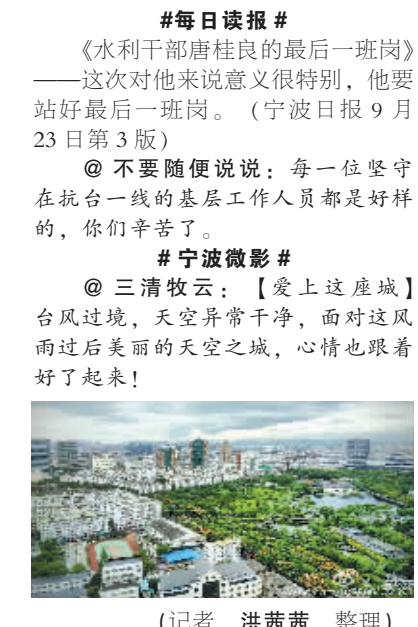 #每日读报#
《水利干部唐桂良的最后一班岗》
——这次对他来说意义很特别，他要
站好最后一班岗。（宁波日报9月
23日第3版）
@不要随便说说：每一位坚守
在抗台一线的基层工作人员都是好样
的，你们辛苦了。
#宁波微影#
@三清牧云：【爱上这座城】
台风过境，天空异常干净，面对这风
雨过后美丽的天空之城，心情也跟着
好了起来！
（记者 洪茜茜 整理）